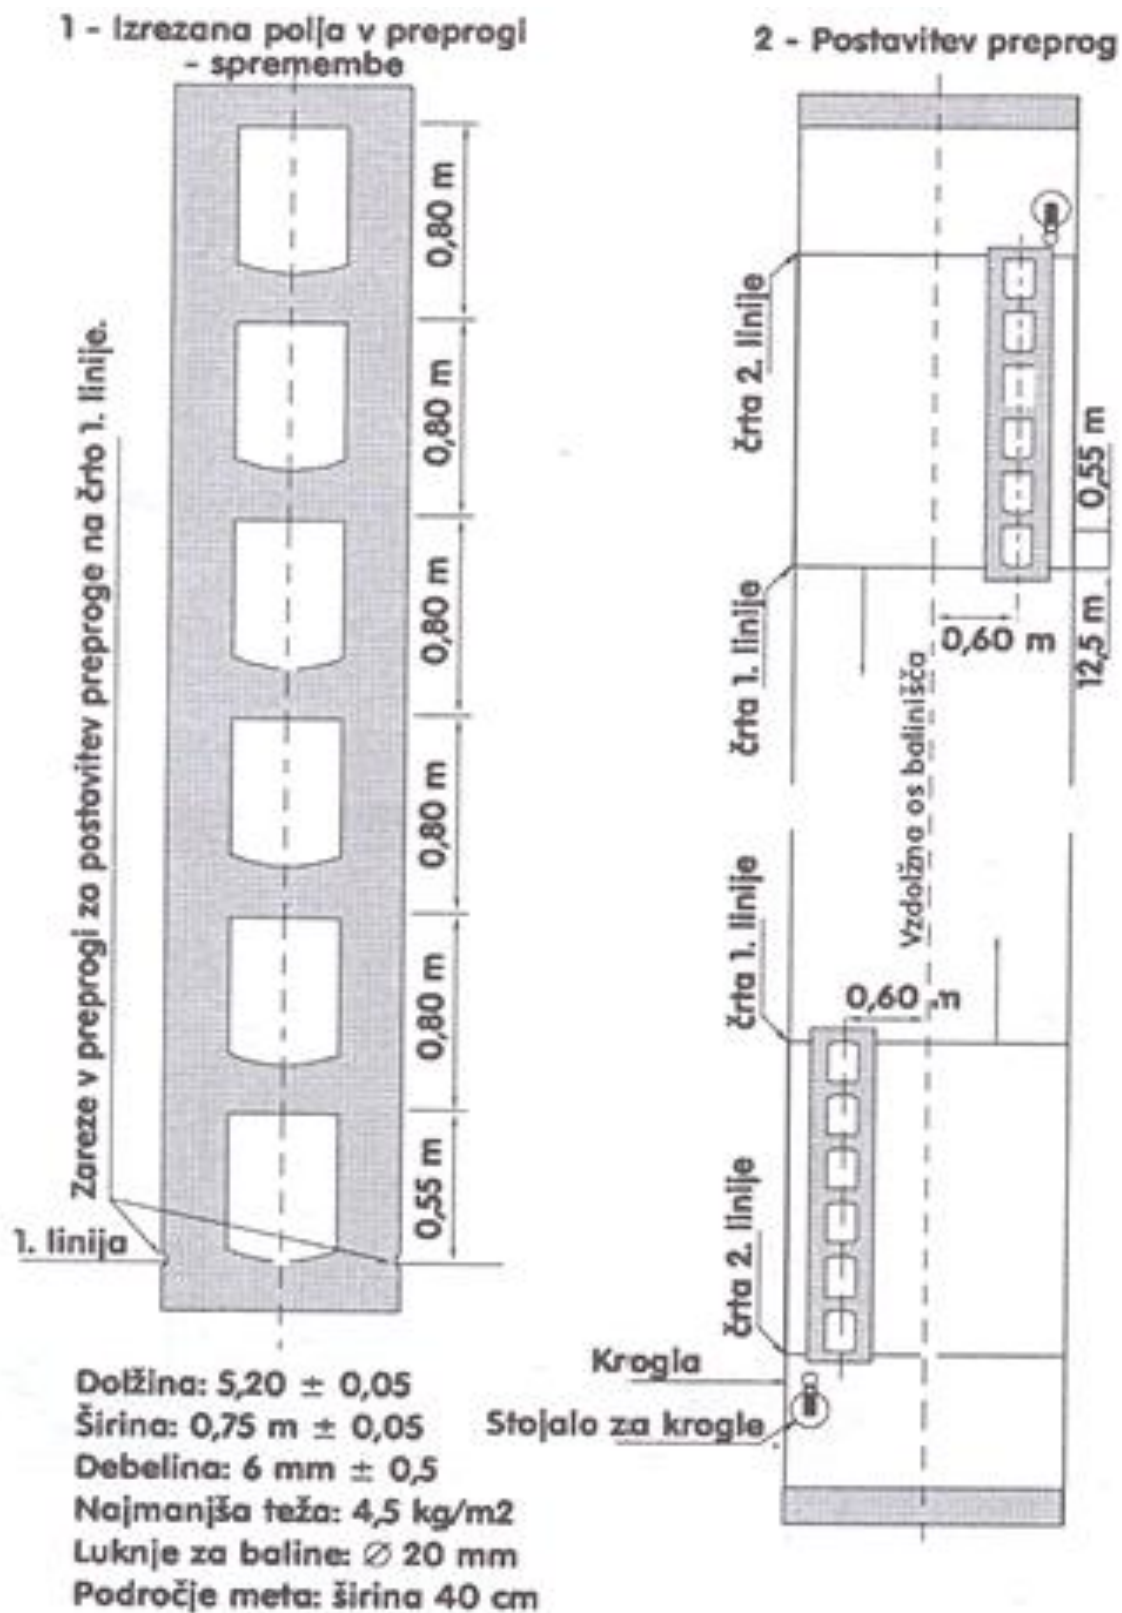 1 - Izrezana polja v preprogi
- spremembe
0,80 m
0,80 m
0,80 m
0,80 m
0,80 m
0,55 m
Zareze v preprogi za postavitev preproge na črto 1. linije.
1. linija
Dolžina: 5,20 ± 0,05
Širina: 0,75 m ± 0,05
Debelina: 6 mm ± 0,5
Najmanjša teža: 4,5 kg/m2
Luknje za baline: ∅ 20 mm
Področje meta: širina 40 cm
2 - Postavitev preprog
črta 2. linije
0,55 m
črta 1. linije
0,60 m
12,5 m
Vzdolžna os balinišča
črta 1. linije
0,60 m
črta 2. linije
Krogla
Stojalo za krogle